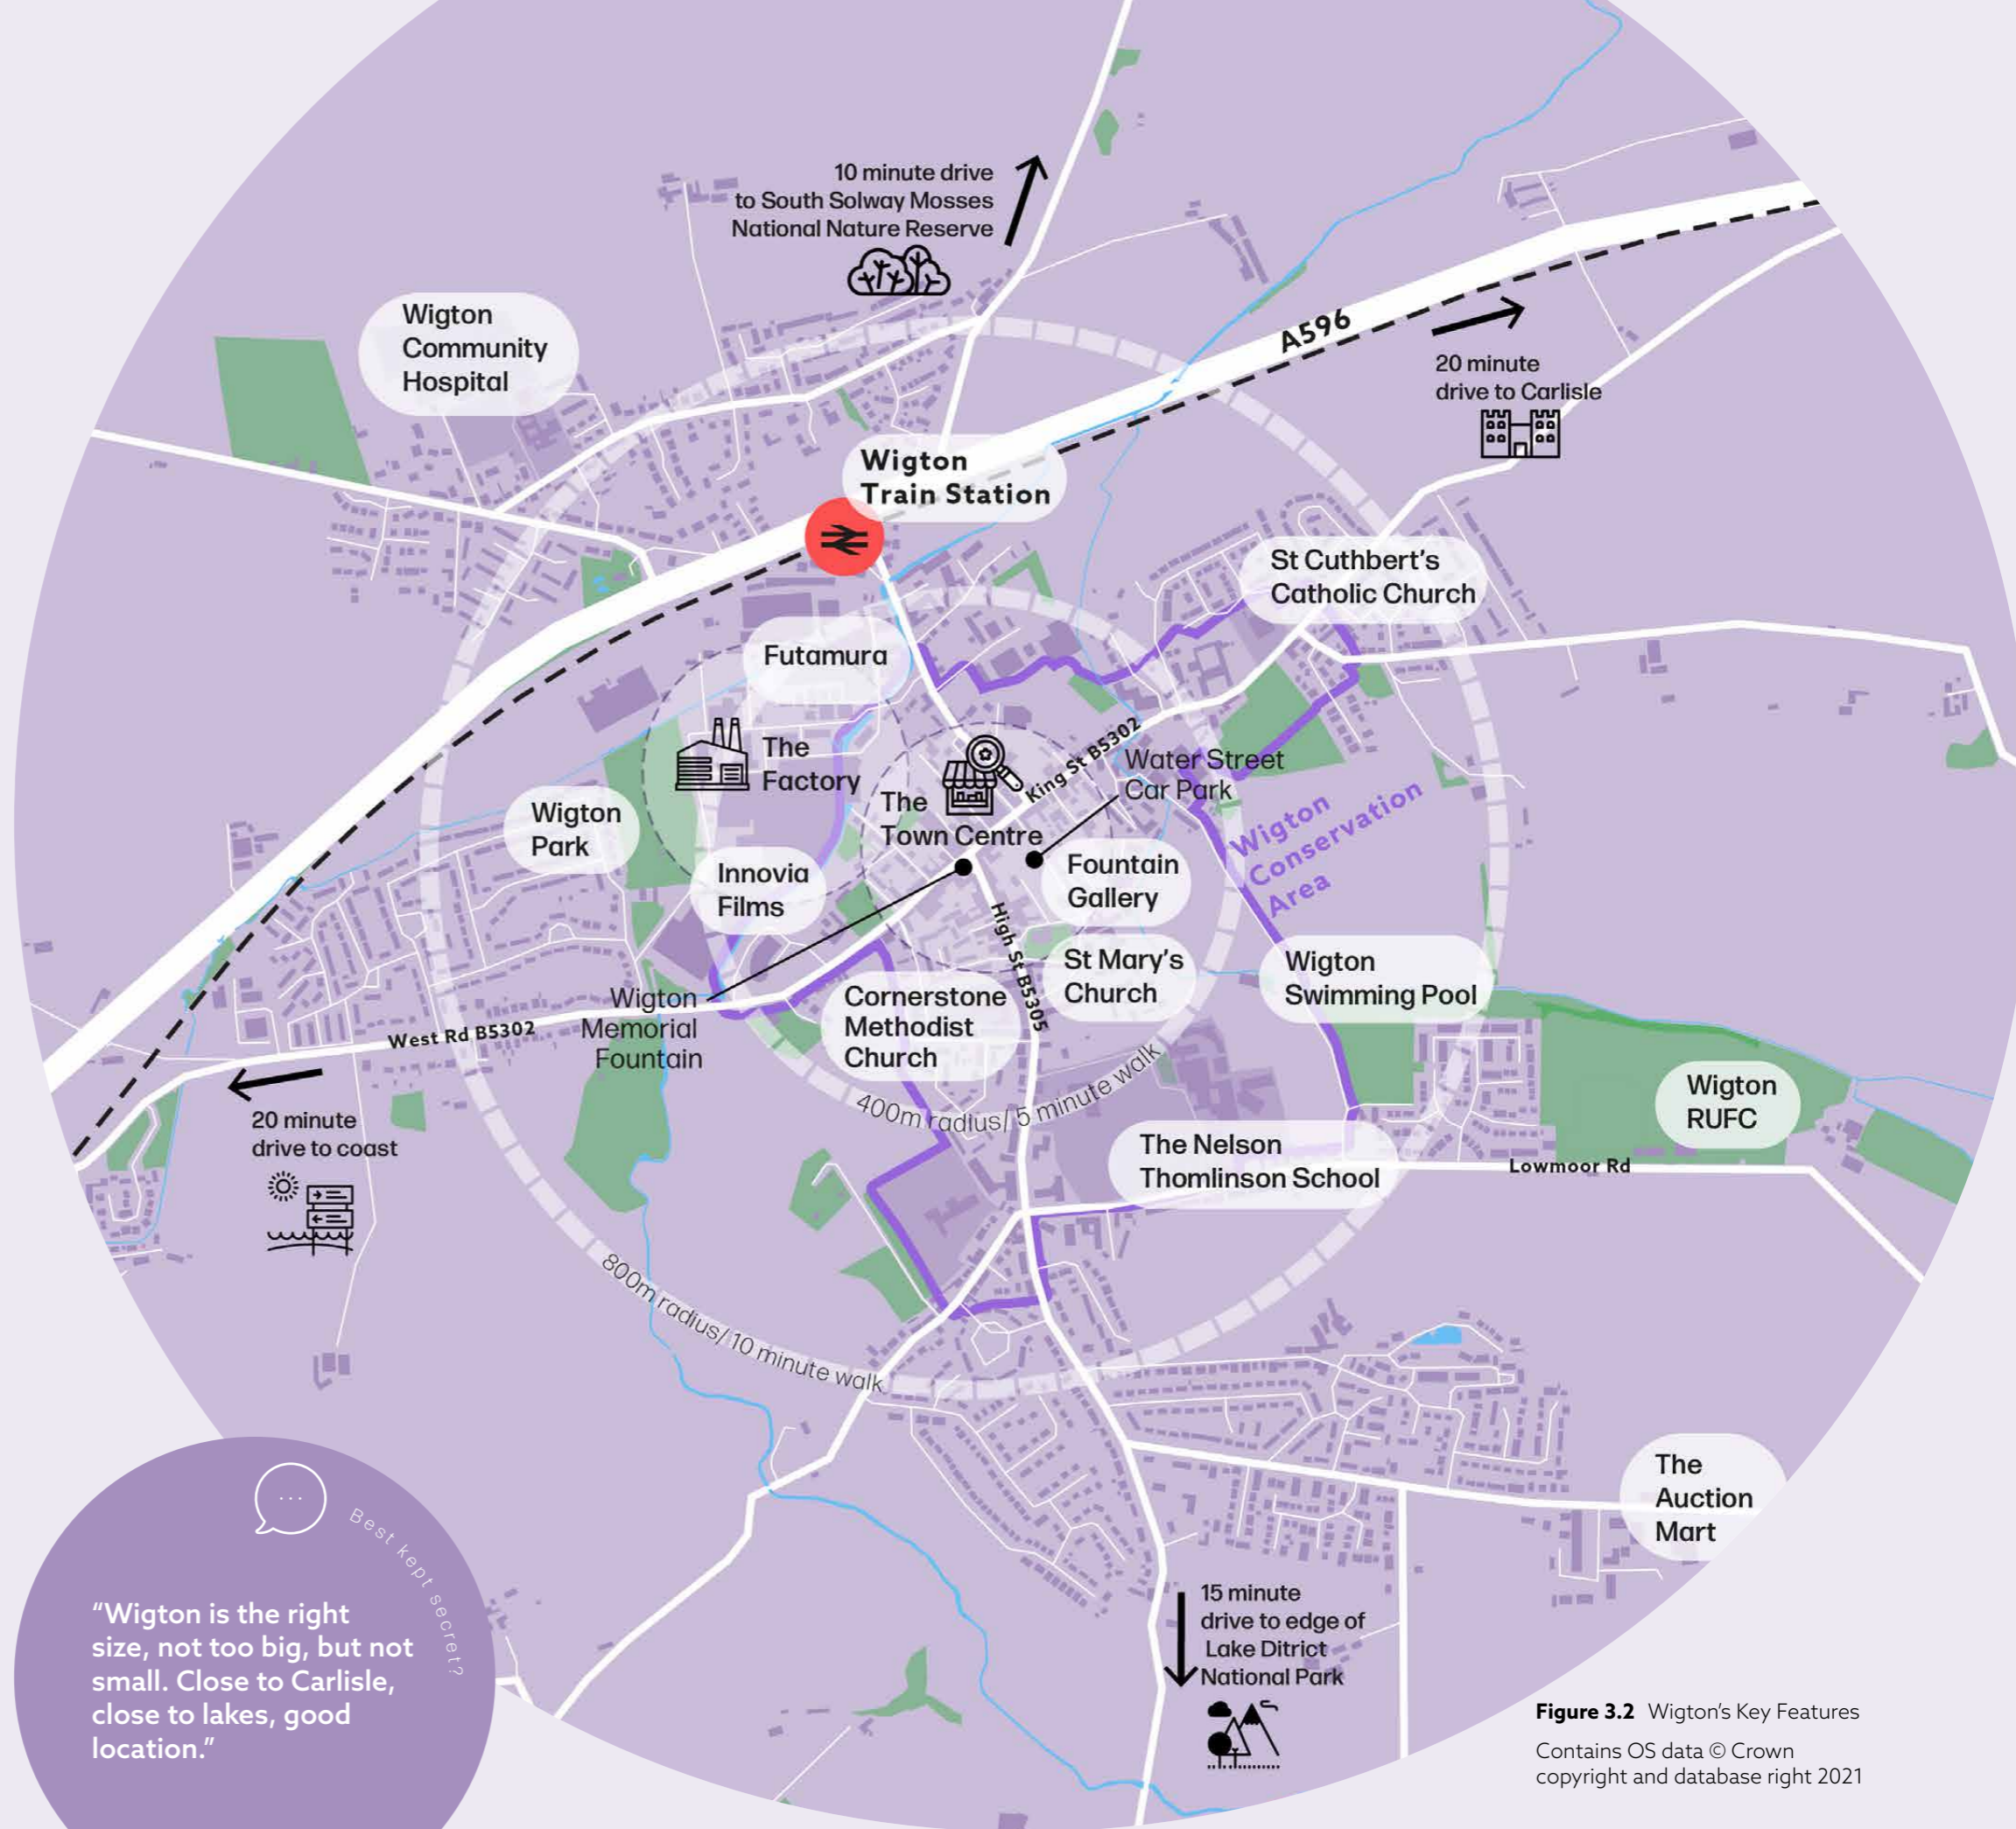 10 minute drive
to South Solway Mosses
National Nature Reserve
Wigton
Community
Hospital
A596
20 minute
drive to Carlisle
Wigton
Train Station
St Cuthbert's
Catholic Church
Futamura
The
Factory
King St B5302
Water Street
Car Park
The
Town Centre
Wigton
Park
Wigton
Conservation
Area
Innovia
Films
Fountain
Gallery
High St B5305
St Mary's
Church
Wigton
Swimming Pool
Wigton
Memorial
Fountain
Cornerstone
Methodist
Church
West Rd B5302
400m radius/ 5 minute walk
Wigton
RUFC
20 minute
drive to coast
The Nelson
Thomlinson School
Lowmoor Rd
800m radius/ 10 minute walk
The
Auction
Mart
15 minute
drive to edge of
Lake Ditrict
National Park
Best kept secret?
“Wigton is the right
size, not too big, but not
small. Close to Carlisle,
close to lakes, good
location.”
Figure 3.2 Wigton's Key Features
Contains OS data © Crown
copyright and database right 2021